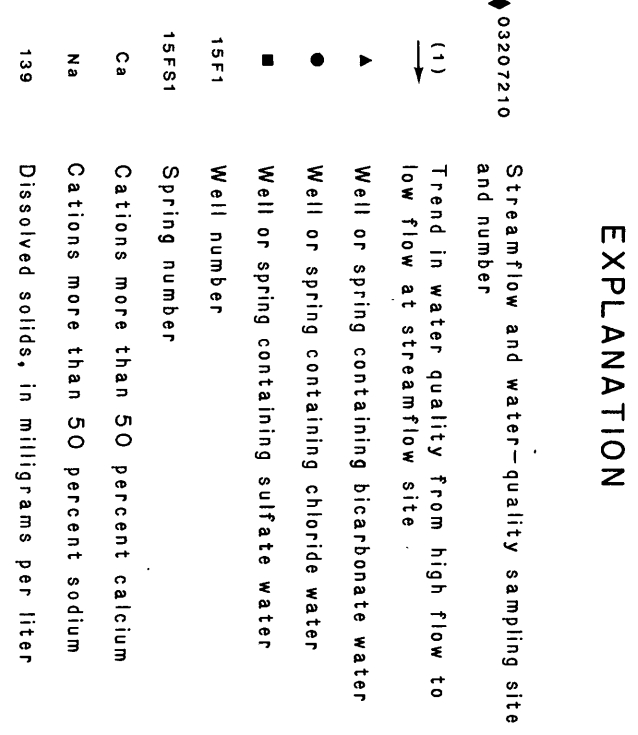 EXPLANATION
◆ 03207210 Streamflow and water-quality sampling site
and number
(1) Trend in water quality from high flow to
→ low flow at streamflow site
▲ Well or spring containing bicarbonate water
● Well or spring containing chloride water
■ Well or spring containing sulfate water
15F1 Well number
15FS1 Spring number
Ca Cations more than 50 percent calcium
Na Cations more than 50 percent sodium
139 Dissolved solids, in milligrams per liter